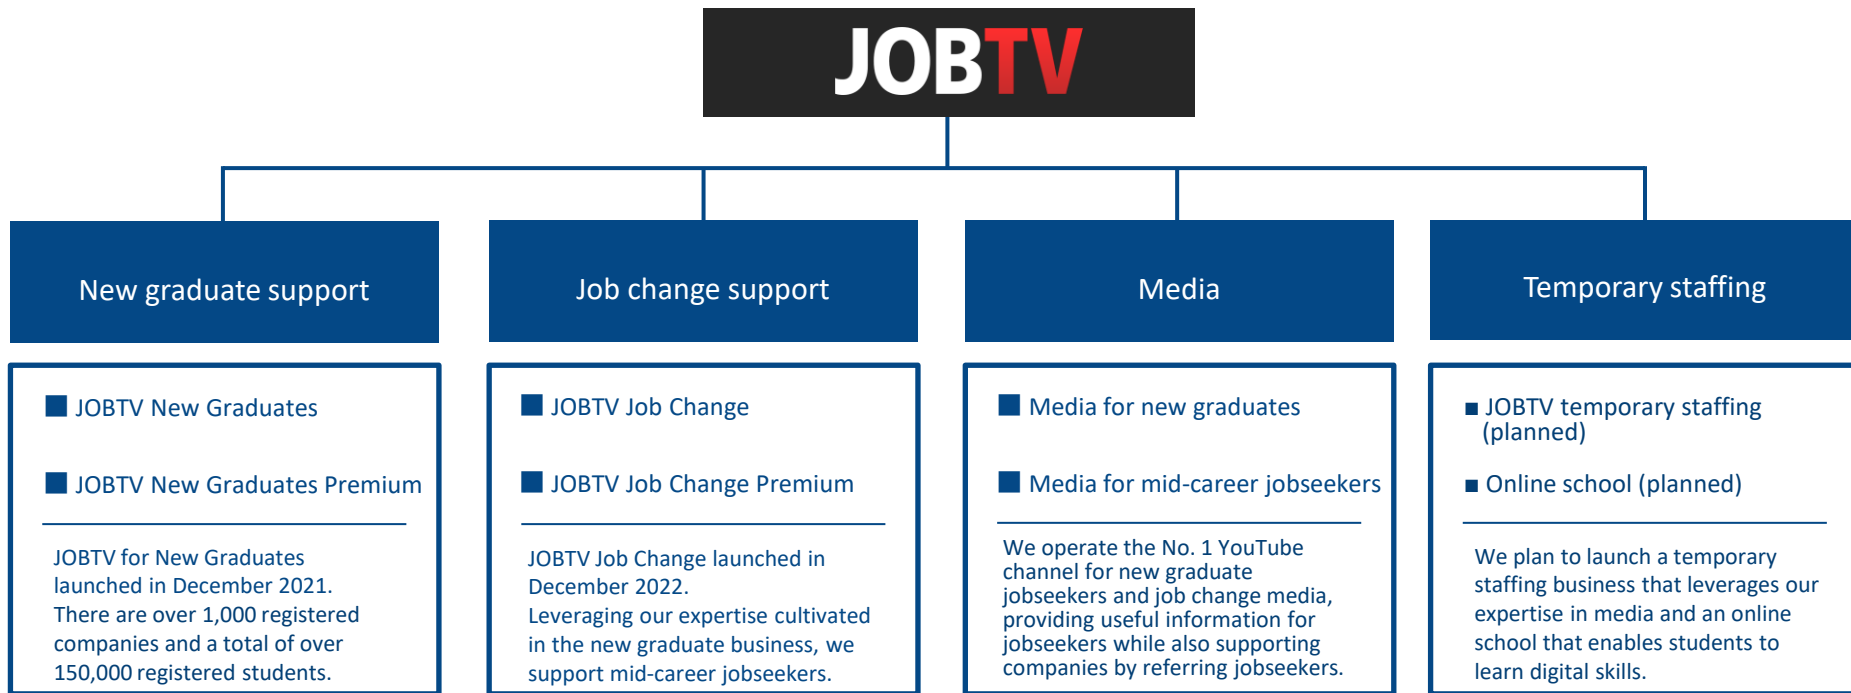 JOBTV
New graduate support
■ JOBTV New Graduates
■ JOBTV New Graduates Premium
JOBTV for New Graduates
launched in December 2021.
There are over 1,000 registered
companies and a total of over
150,000 registered students.
Job change support
■ JOBTV Job Change
■ JOBTV Job Change Premium
JOBTV Job Change launched in
December 2022.
Leveraging our expertise cultivated
in the new graduate business, we
support mid-career jobseekers.
Media
■ Media for new graduates
■ Media for mid-career jobseekers
We operate the No. 1 YouTube
channel for new graduate
jobseekers and job change media,
providing useful information for
jobseekers while also supporting
companies by referring jobseekers.
Temporary staffing
■ JOBTV temporary staffing
(planned)
■ Online school (planned)
We plan to launch a temporary
staffing business that leverages our
expertise in media and an online
school that enables students to
learn digital skills.